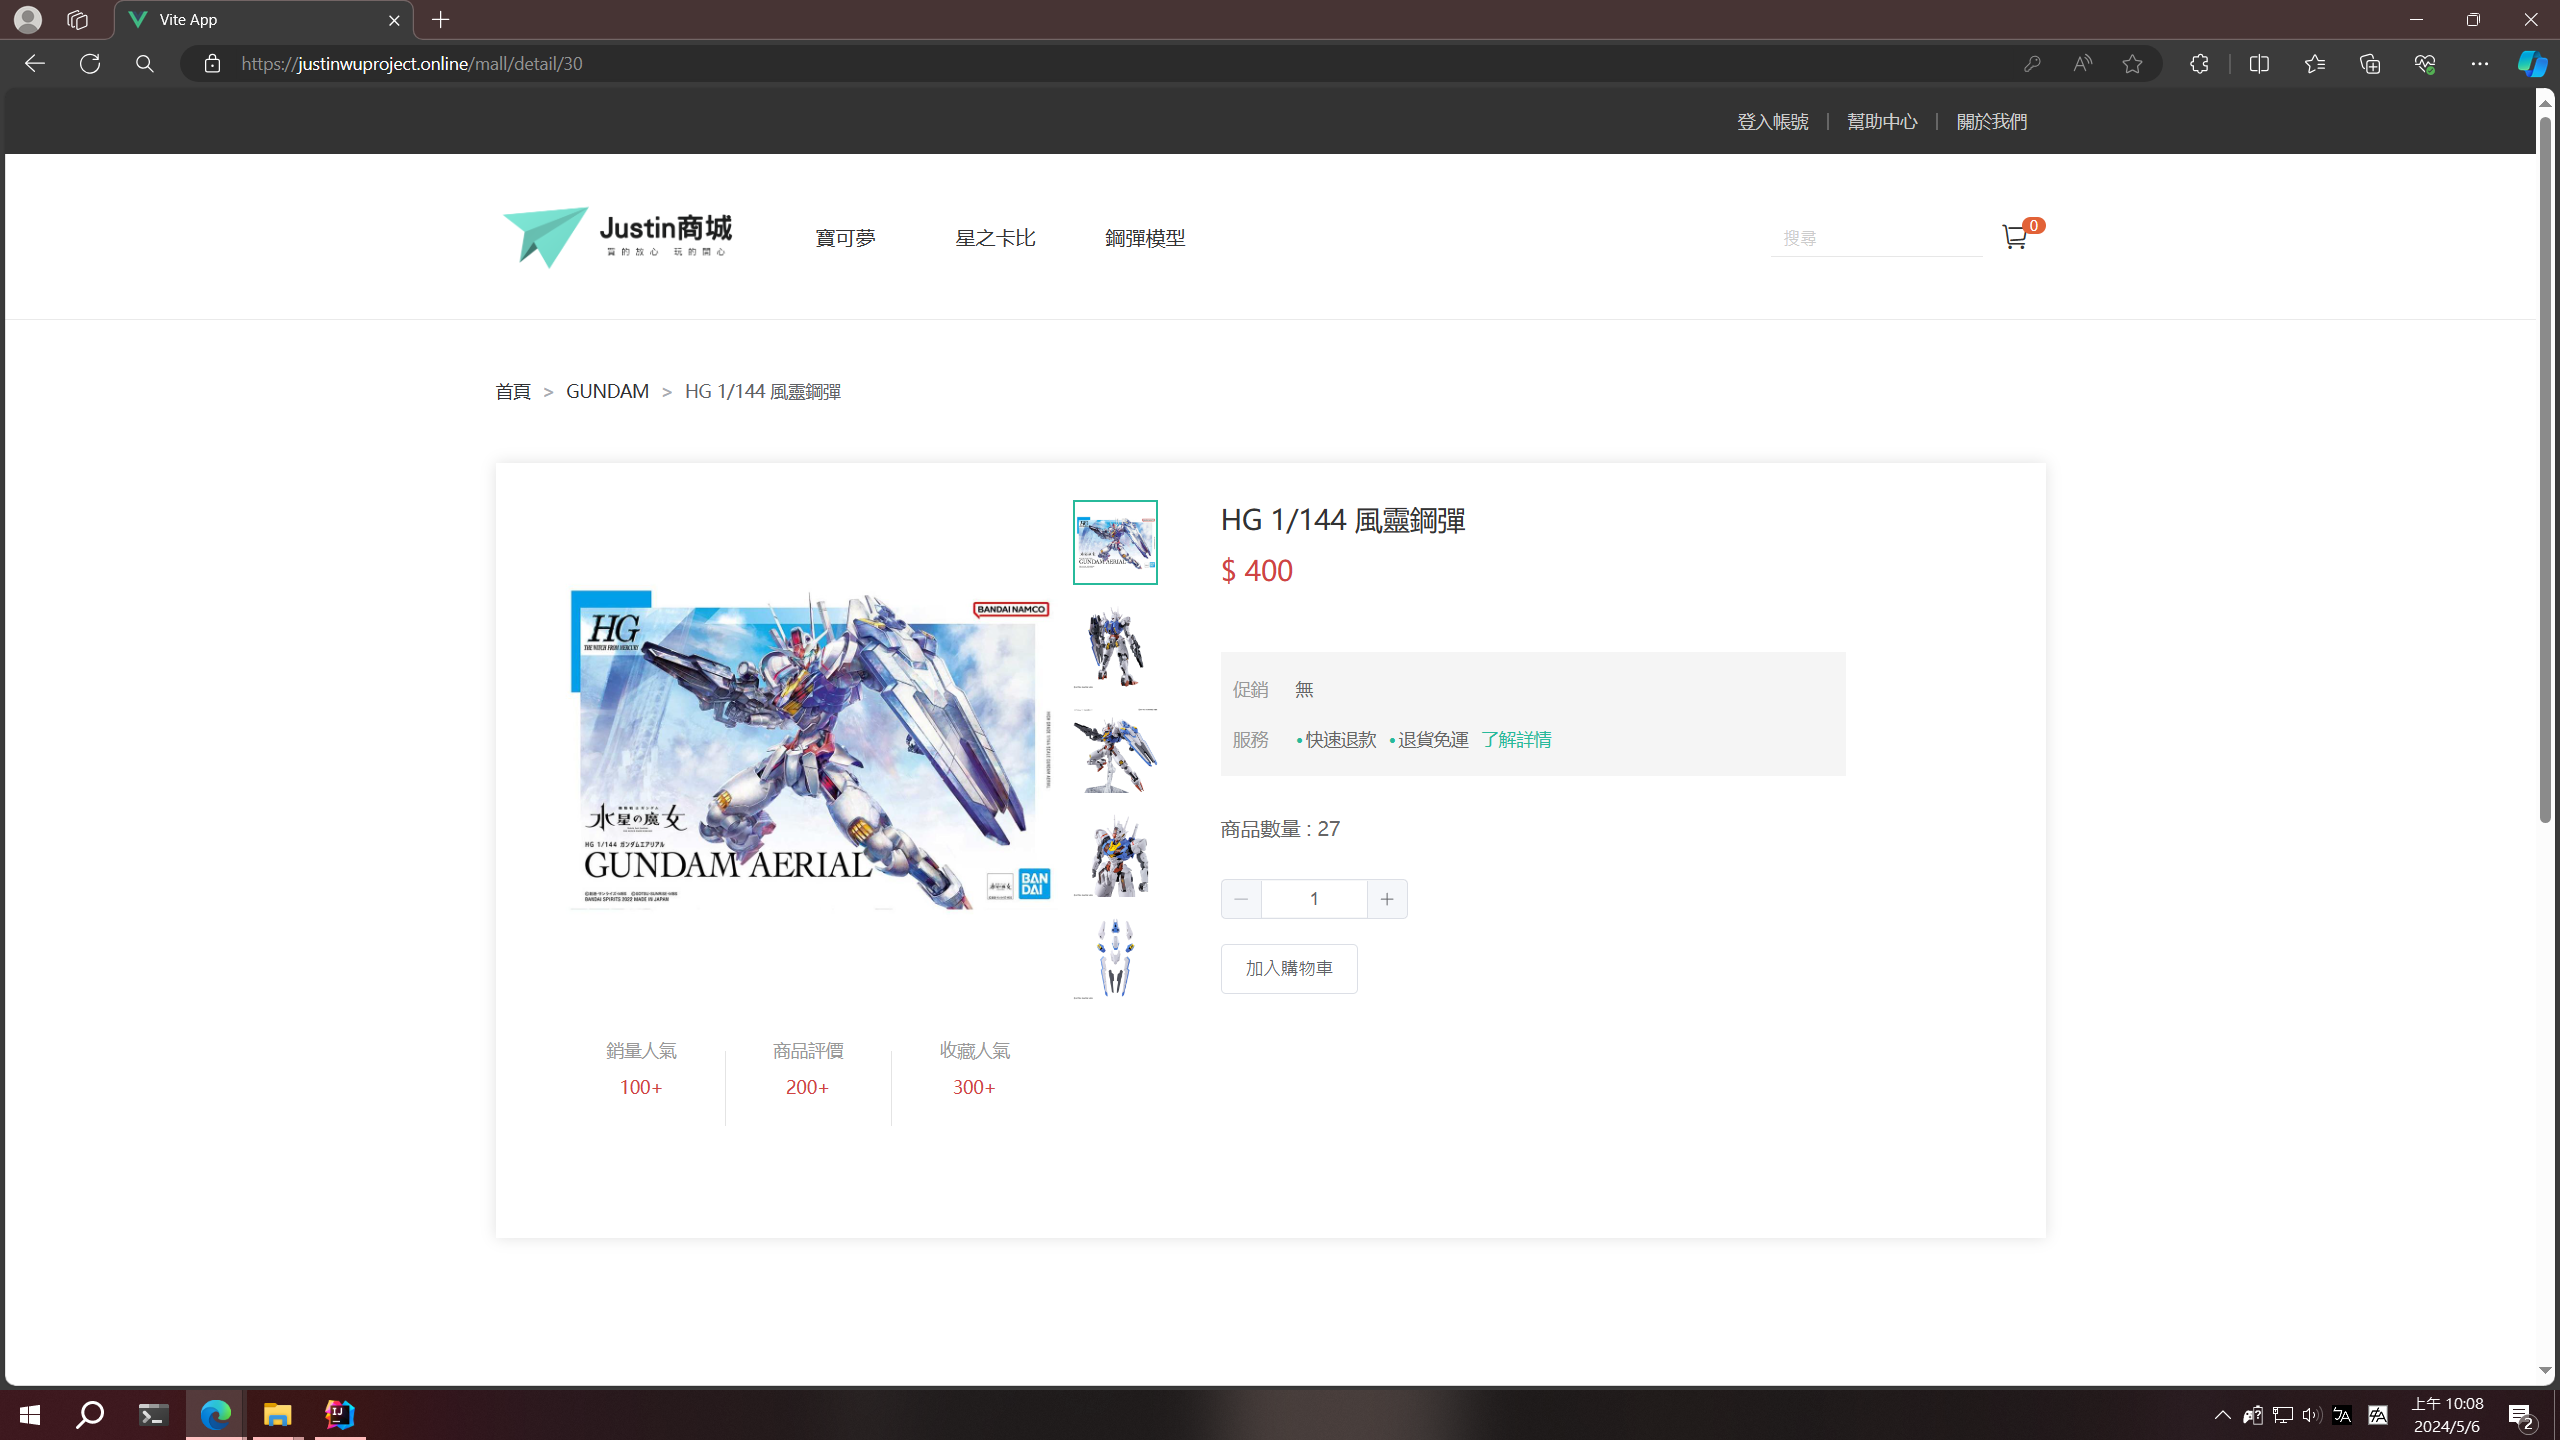 Vite App
https://justinwuproject.online/mall/detail/30
登入帳號
幫助中心
關於我們
Justin商城
買的放心 玩的開心
寶可夢
星之卡比
鋼彈模型
搜尋
0
首頁 > GUNDAM > HG 1/144 風靈鋼彈
HG
THE WITCH FROM MERCURY
BANDAI NAMCO
水星の魔女
HG 1/144 ガンダムエアリアル
GUNDAM AERIAL
BANDAI SPIRITS 2022 MADE IN JAPAN
BAN
DAI
HG 1/144 風靈鋼彈
$ 400
促銷 無
服務 •快速退款 •退貨免運 了解詳情
商品數量 : 27
− 1 +
加入購物車
銷量人氣
100+
商品評價
200+
收藏人氣
300+
上午 10:08
2024/5/6
2